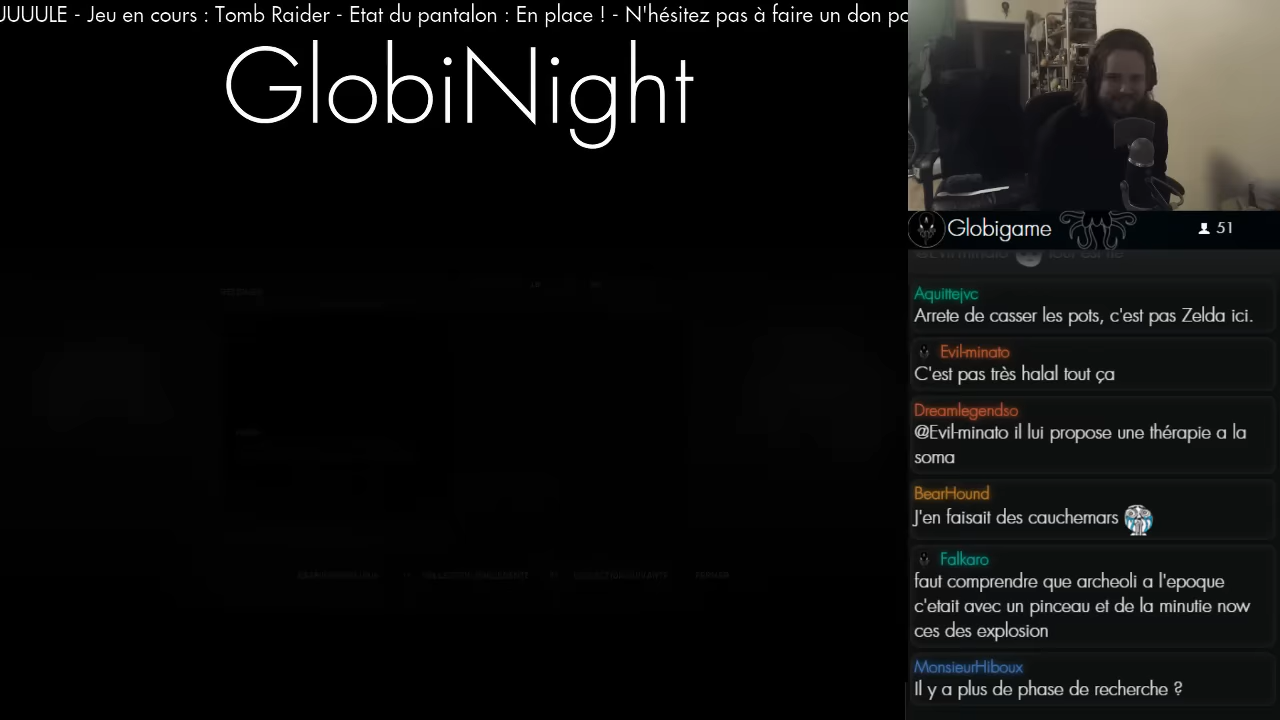 JUUULE - Jeu en cours : Tomb Raider - Etat du pantalon : En place ! - N'hésitez pas à faire un don po
GlobiNight
Globigame
51
Aquittejvc
Arrete de casser les pots, c'est pas Zelda ici.
Evil-minato
C'est pas très halal tout ça
Dreamlegendso
@Evil-minato il lui propose une thérapie a la
soma
BearHound
J'en faisait des cauchemars
Falkaro
faut comprendre que archeoli a l'epoque
c'etait avec un pinceau et de la minutie now
ces des explosion
MonsieurHiboux
Il y a plus de phase de recherche ?